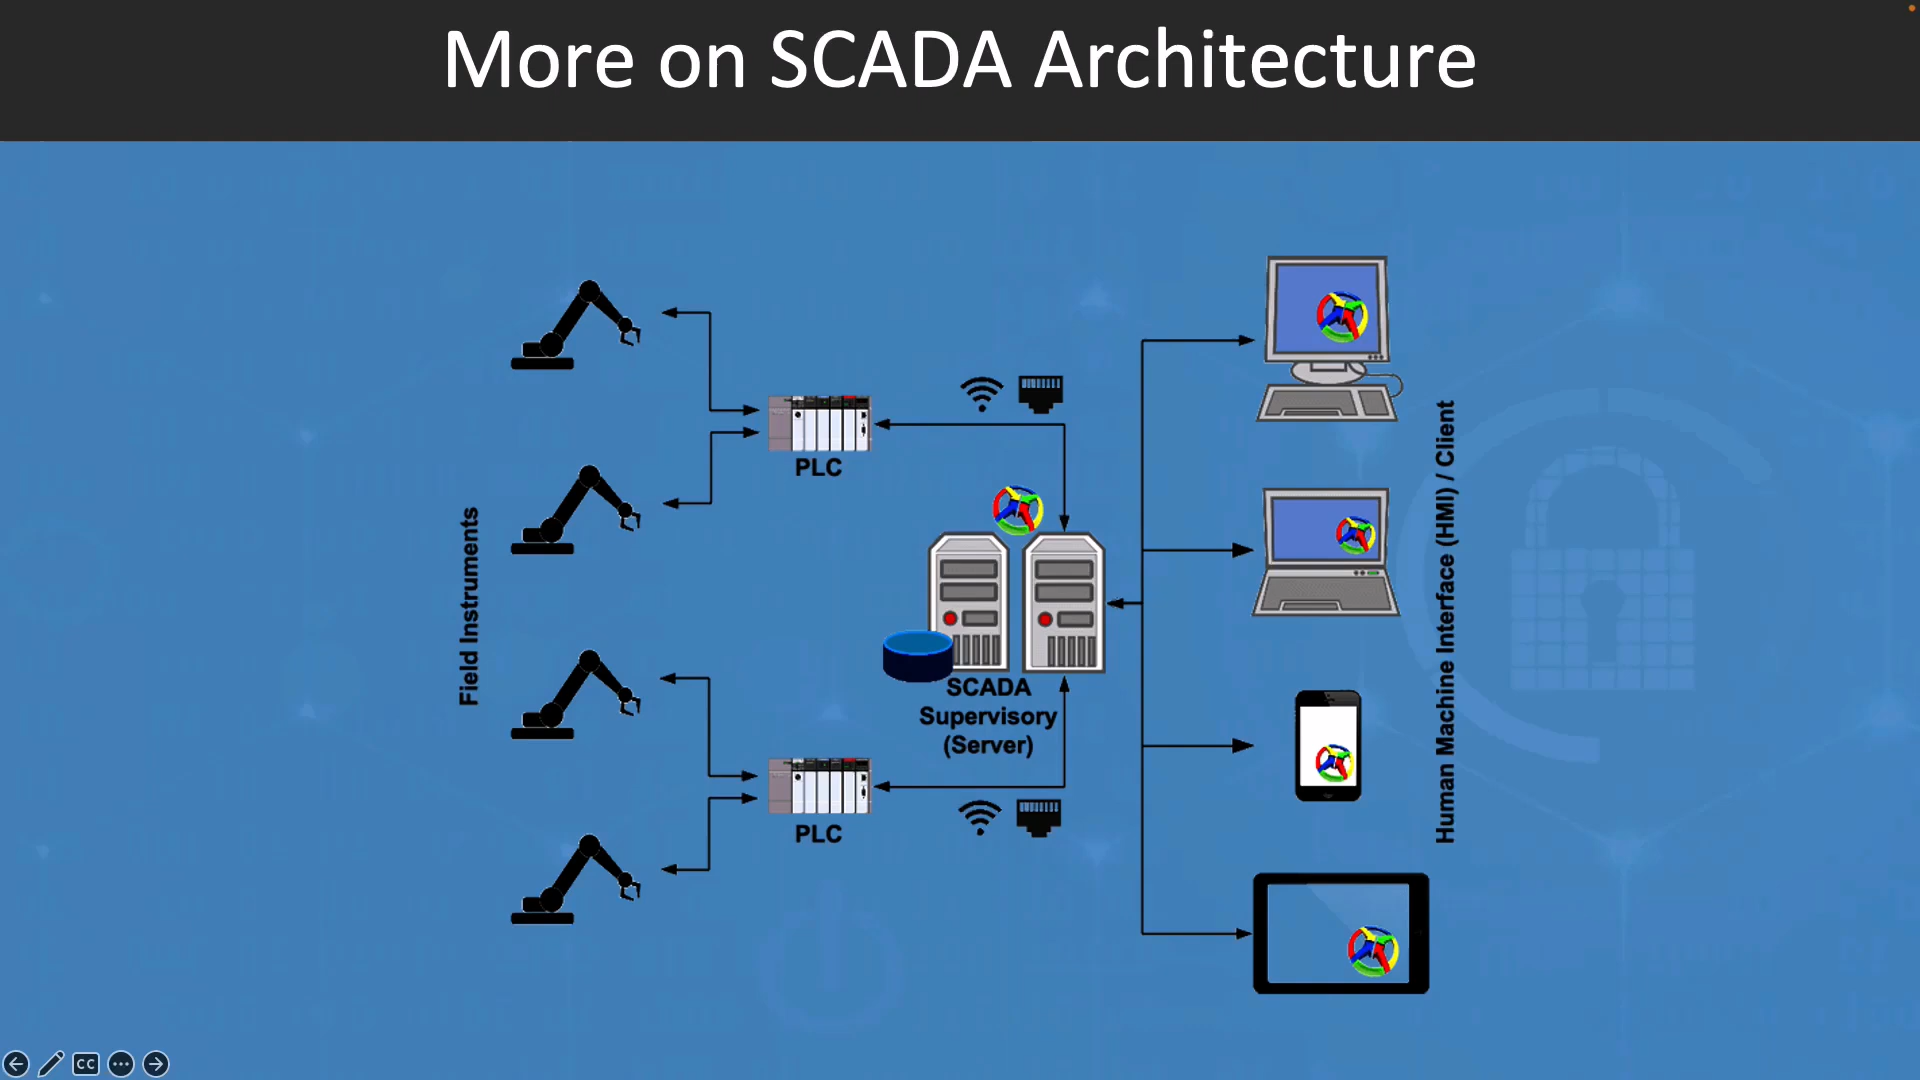 More on SCADA Architecture
Field Instruments
PLC
PLC
SCADA
Supervisory
(Server)
Human Machine Interface (HMI) / Client
CC